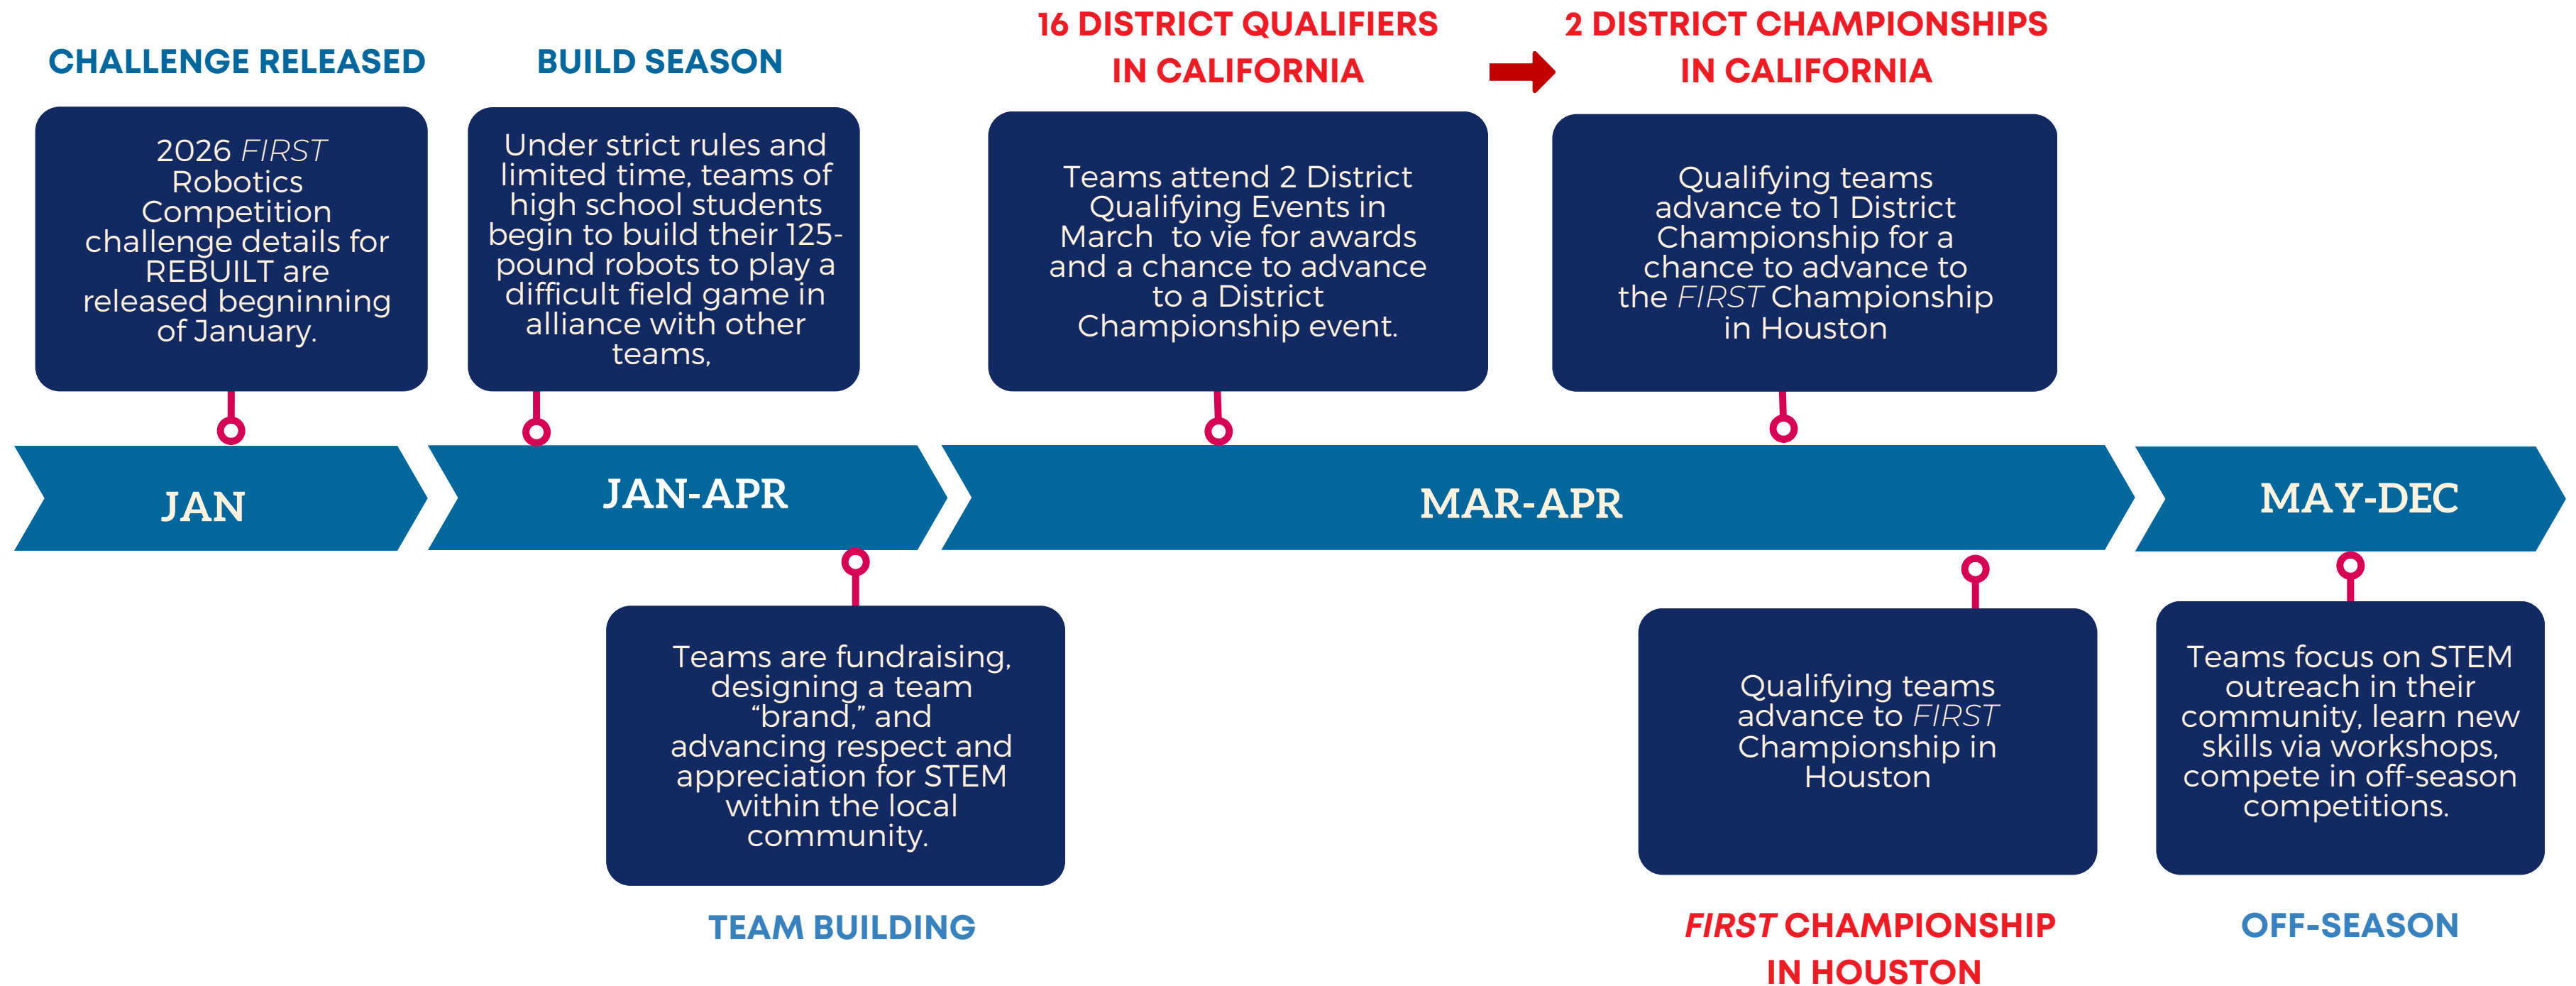 CHALLENGE RELEASED
2026 FIRST
Robotics
Competition
challenge details for
REBUILT are
released begninning
of January.
BUILD SEASON
Under strict rules and
limited time, teams of
high school students
begin to build their 125-
pound robots to play a
difficult field game in
alliance with other
teams,
16 DISTRICT QUALIFIERS
IN CALIFORNIA
Teams attend 2 District
Qualifying Events in
March to vie for awards
and a chance to advance
to a District
Championship event.
2 DISTRICT CHAMPIONSHIPS
IN CALIFORNIA
Qualifying teams
advance to 1 District
Championship for a
chance to advance to
the FIRST Championship
in Houston
JAN
JAN-APR
MAR-APR
MAY-DEC
Teams are fundraising,
designing a team
“brand,” and
advancing respect and
appreciation for STEM
within the local
community.
TEAM BUILDING
Qualifying teams
advance to FIRST
Championship in
Houston
FIRST CHAMPIONSHIP
IN HOUSTON
Teams focus on STEM
outreach in their
community, learn new
skills via workshops,
compete in off-season
competitions.
OFF-SEASON